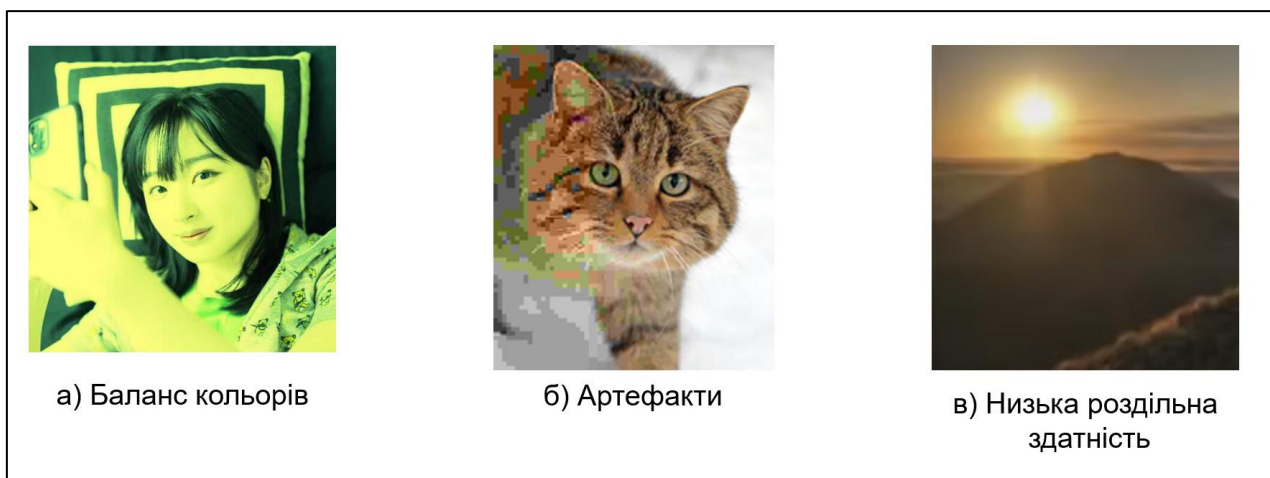 а) Баланс кольорів
б) Артефакти
в) Низька роздільна
здатність